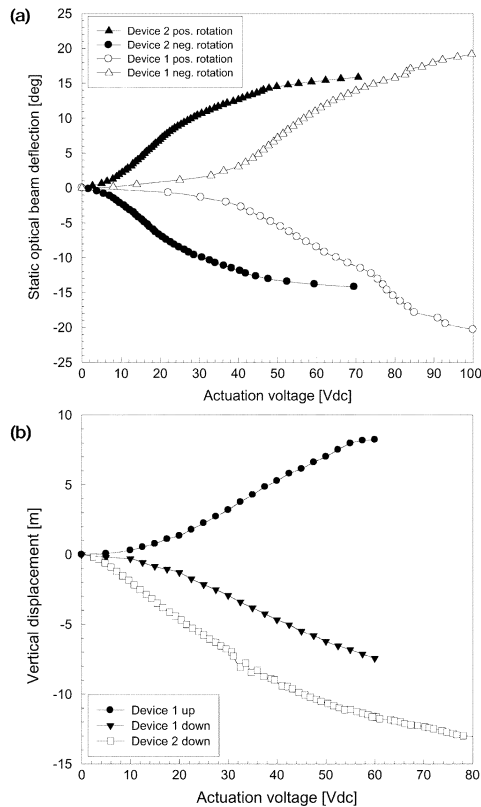 (a)
Device 2 pos. rotation
Device 2 neg. rotation
Device 1 pos. rotation
Device 1 neg. rotation
Static optical beam deflection [deg]
25
20
15
10
5
0
-5
-10
-15
-20
-25
0 10 20 30 40 50 60 70 80 90 100
Actuation voltage [Vdc]
(b)
Vertical displacement [m]
10
5
0
-5
-10
-15
Device 1 up
Device 1 down
Device 2 down
0 10 20 30 40 50 60 70 80
Actuation voltage [Vdc]